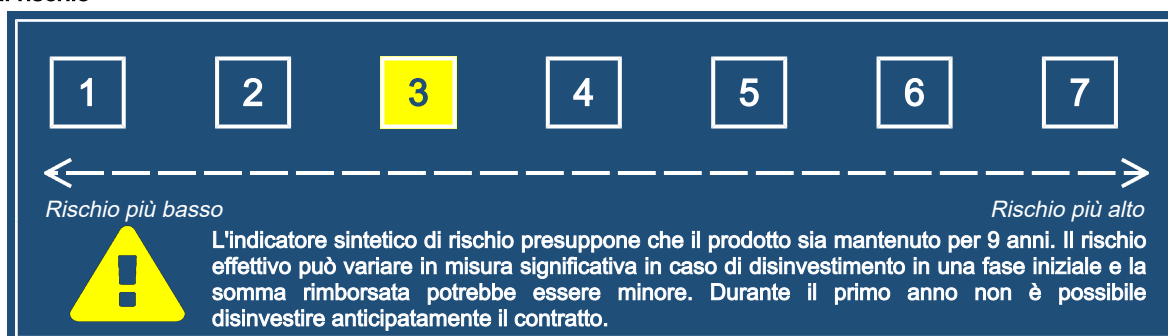 1 2 3 4 5 6 7
Rischio più basso Rischio più alto
L'indicatore sintetico di rischio presuppone che il prodotto sia mantenuto per 9 anni. Il rischio
effettivo può variare in misura significativa in caso di disinvestimento in una fase iniziale e la
somma rimborsata potrebbe essere minore. Durante il primo anno non è possibile
disinvestire anticipatamente il contratto.